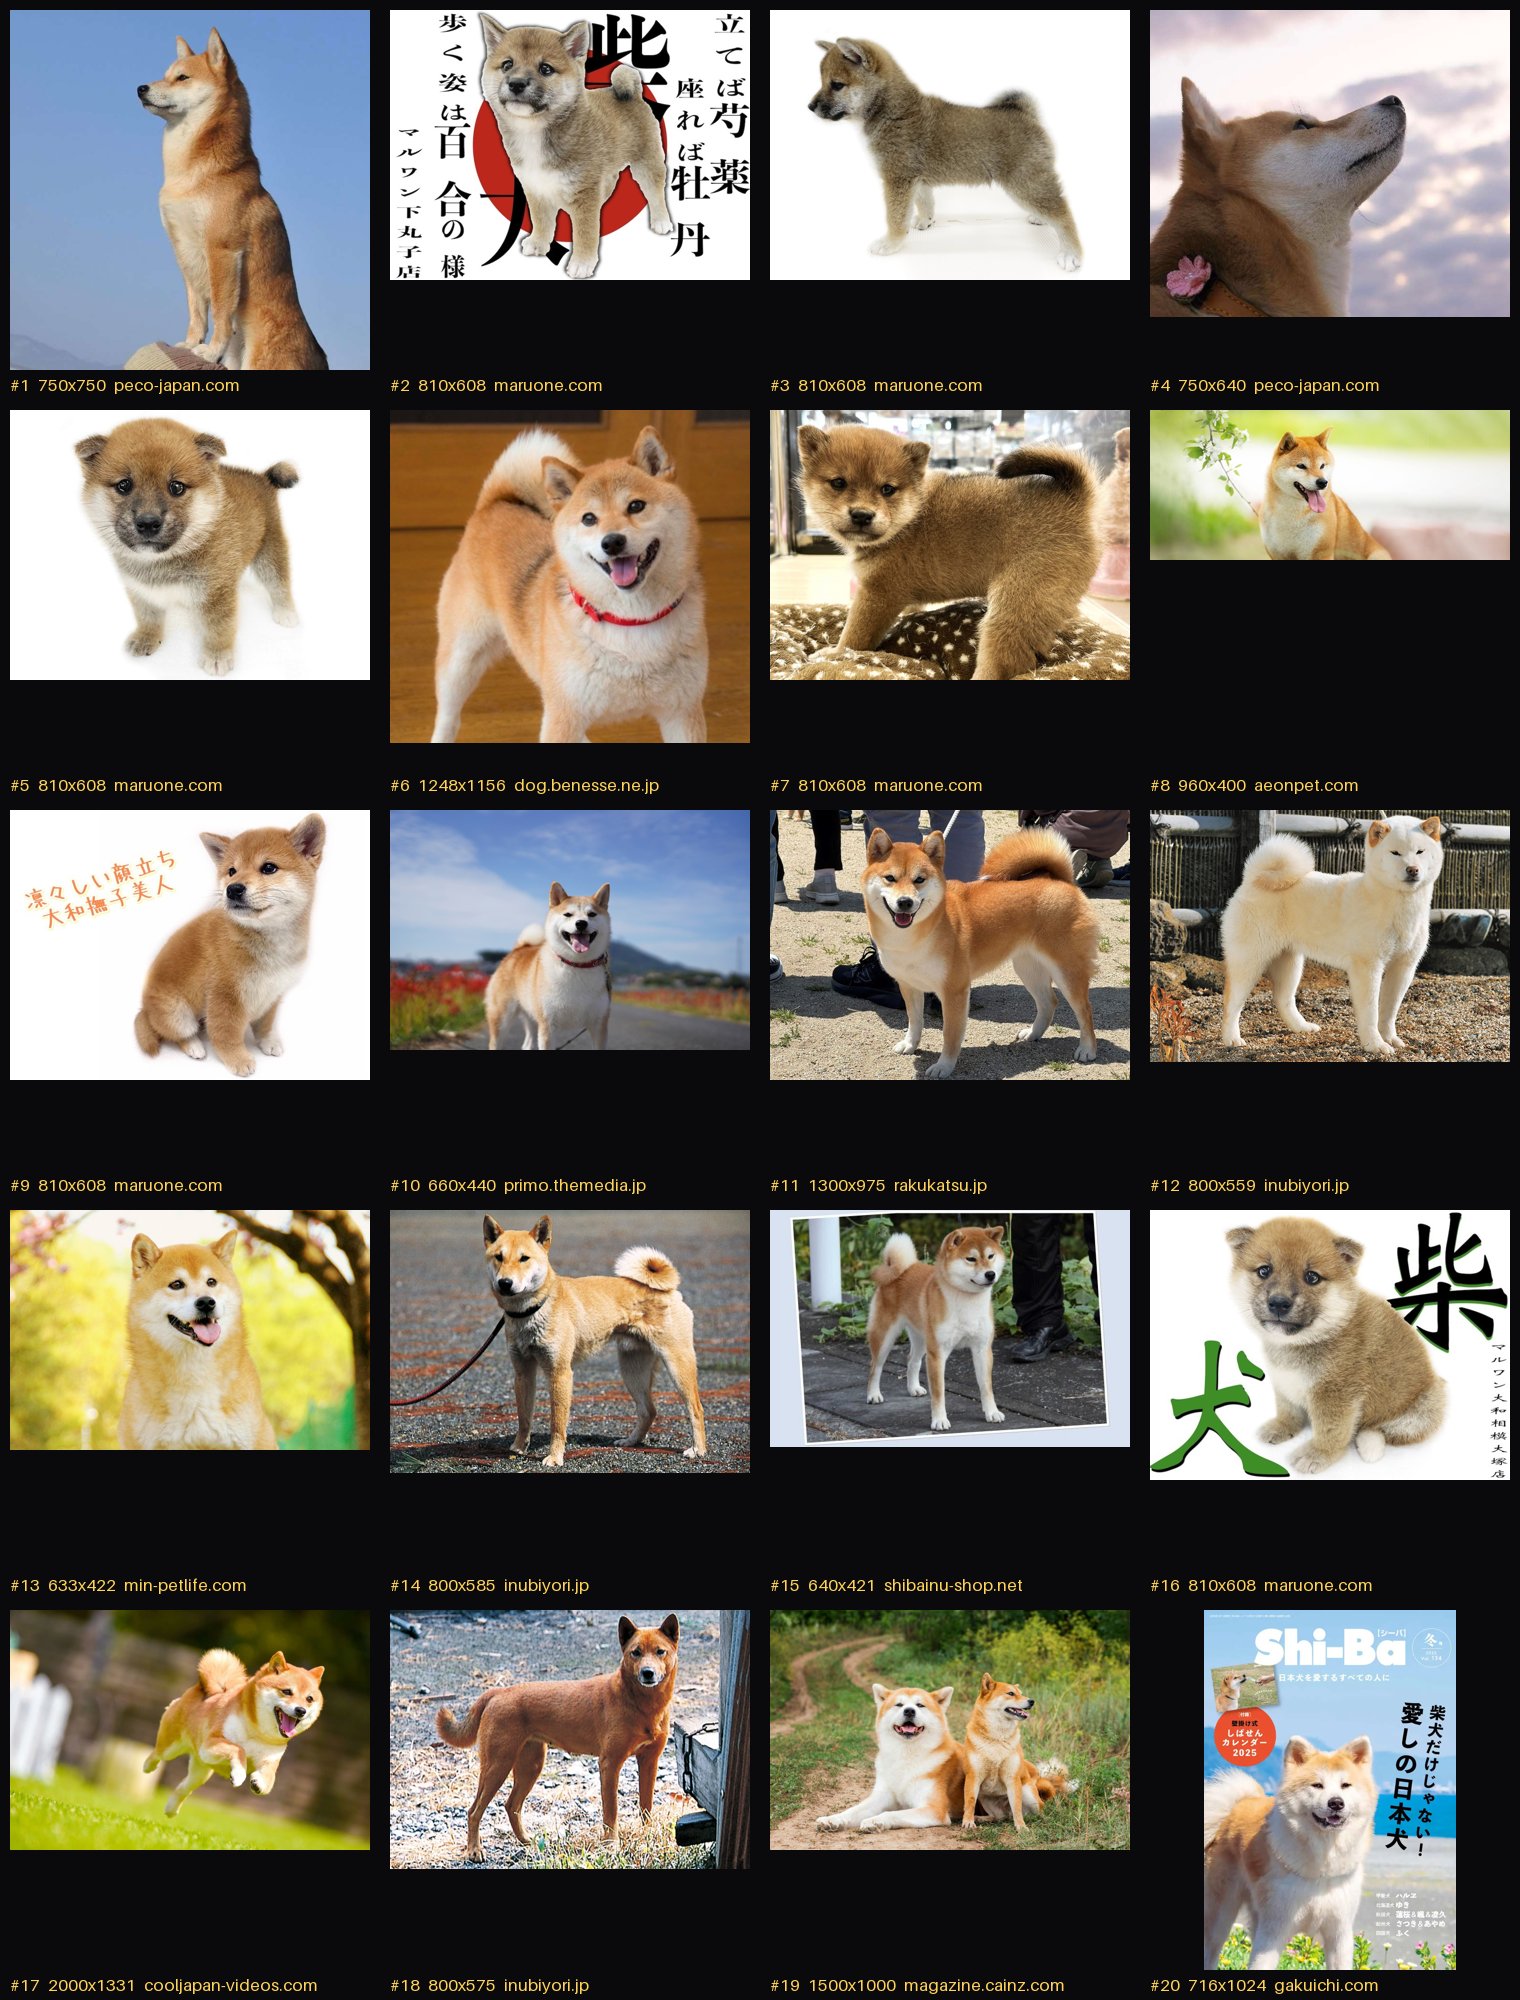 立てば芍薬
座れば牡丹
歩く姿は百合の様
マルワン下丸子店
柴犬
#1 750x750 peco-japan.com
#2 810x608 maruone.com
#3 810x608 maruone.com
#4 750x640 peco-japan.com
#5 810x608 maruone.com
#6 1248x1156 dog.benesse.ne.jp
#7 810x608 maruone.com
#8 960x400 aeonpet.com
凛々しい顔立ち
大和撫子美人
#9 810x608 maruone.com
#10 660x440 primo.themedia.jp
#11 1300x975 rakukatsu.jp
#12 800x559 inubiyori.jp
柴
犬
マルワン大和相模大塚店
#13 633x422 min-petlife.com
#14 800x585 inubiyori.jp
#15 640x421 shibainu-shop.net
#16 810x608 maruone.com
Shi-Ba
[シーバ]
冬
日本犬を愛するすべての人に
壁掛け式
しばせん
カレンダー
2025
柴犬だけじゃない!
愛しの日本犬
#17 2000x1331 cooljapan-videos.com
#18 800x575 inubiyori.jp
#19 1500x1000 magazine.cainz.com
#20 716x1024 gakuichi.com